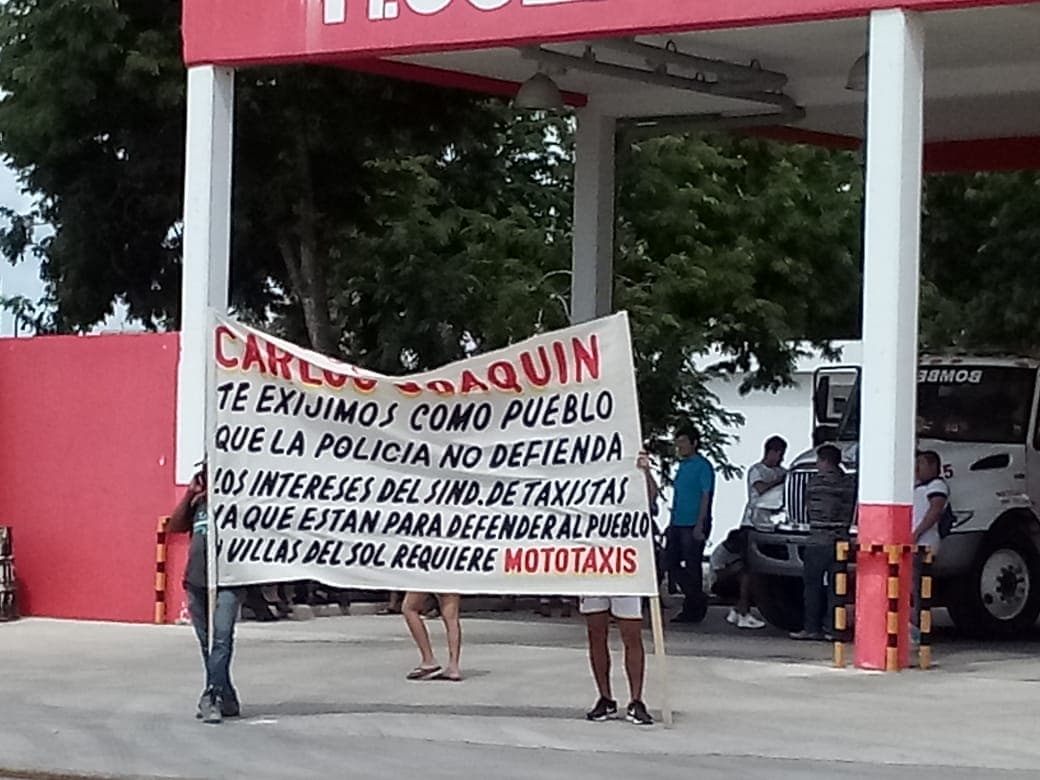 CARLOS JOAQUIN
TE EXIJIMOS COMO PUEBLO
QUE LA POLICIA NO DEFIENDA
LOS INTERESES DEL SIND. DE TAXISTAS
YA QUE ESTAN PARA DEFENDER AL PUEBLO
Y VILLAS DEL SOL REQUIERE MOTOTAXIS
BOMBE